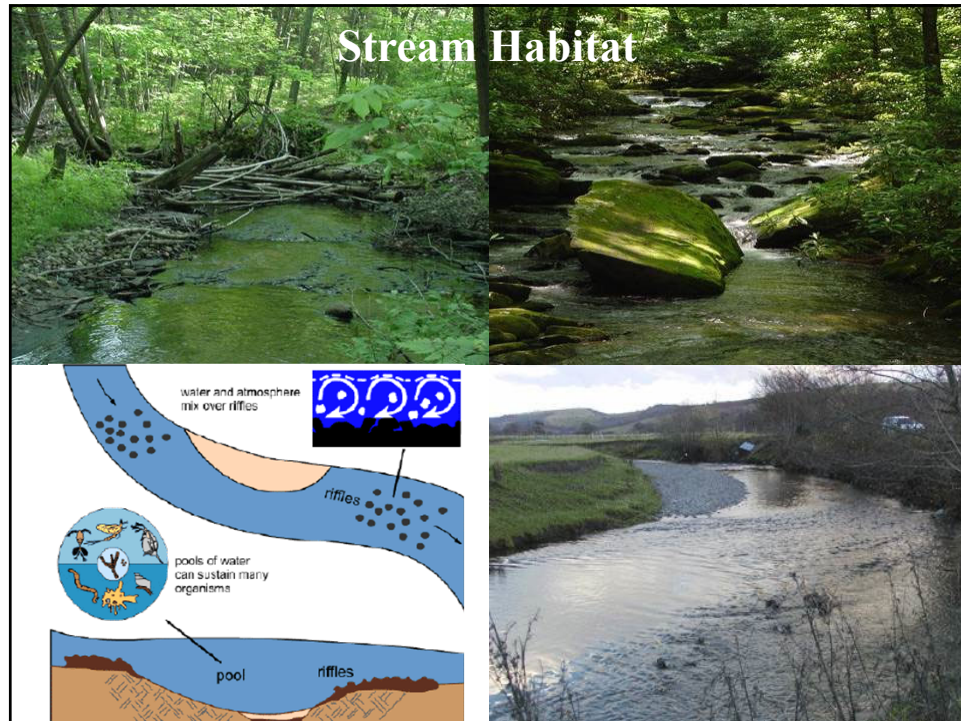 Stream Habitat
water and atmosphere
mix over riffles
riffles
pools of water
can sustain many
organisms
pool
riffles